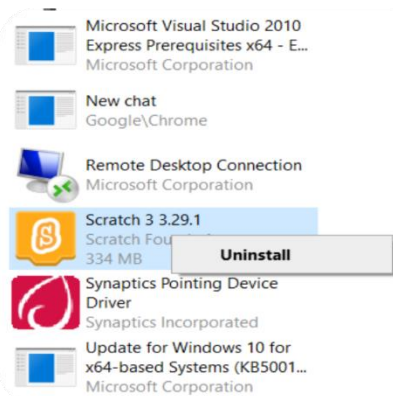 Microsoft Visual Studio 2010
Express Prerequisites x64 - E...
Microsoft Corporation
New chat
Google\Chrome
Remote Desktop Connection
Microsoft Corporation
Scratch 3 3.29.1
Scratch
334 MB
Uninstall
Synaptics Pointing Device
Driver
Synaptics Incorporated
Update for Windows 10 for
x64-based Systems (KB5001...
Microsoft Corporation